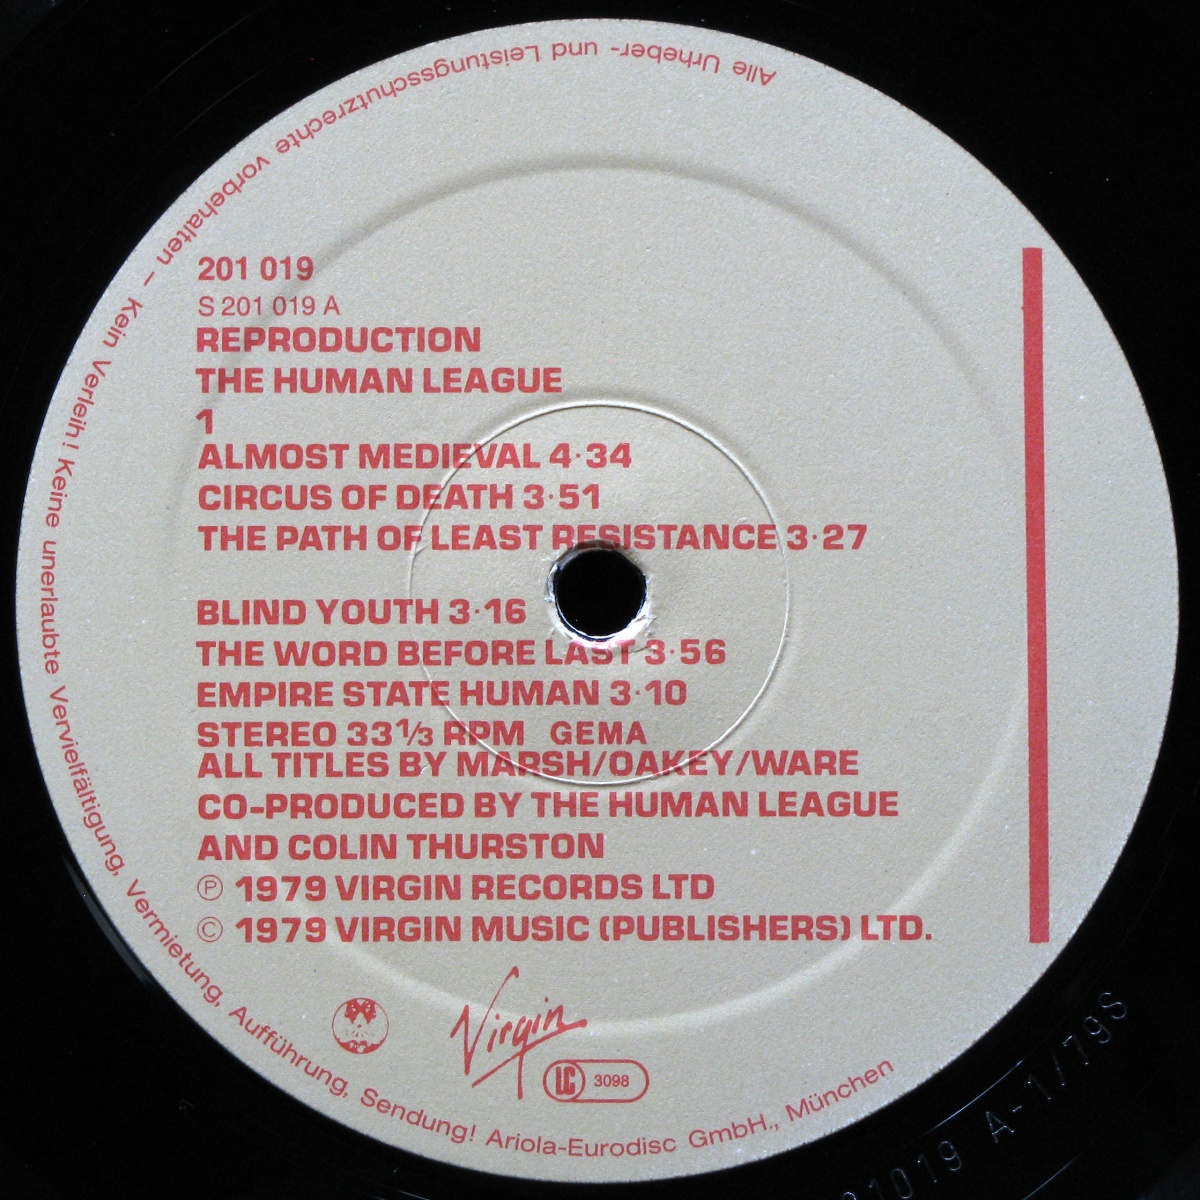 Alle Urheber- und Leistungsschutzrechte vorbehalten – Kein Verleih! Keine unerlaubte Vervielfältigung, Vermietung, Aufführung, Sendung! Ariola-Eurodisc GmbH., München
201 019
S 201 019 A
REPRODUCTION
THE HUMAN LEAGUE
1
ALMOST MEDIEVAL 4·34
CIRCUS OF DEATH 3·51
THE PATH OF LEAST RESISTANCE 3·27
BLIND YOUTH 3·16
THE WORD BEFORE LAST 3·56
EMPIRE STATE HUMAN 3·10
STEREO 33⅓ RPM GEMA
ALL TITLES BY MARSH/OAKEY/WARE
CO-PRODUCED BY THE HUMAN LEAGUE
AND COLIN THURSTON
Ⓟ 1979 VIRGIN RECORDS LTD
© 1979 VIRGIN MUSIC (PUBLISHERS) LTD.
Virgin
LC 3098
A-1/79S